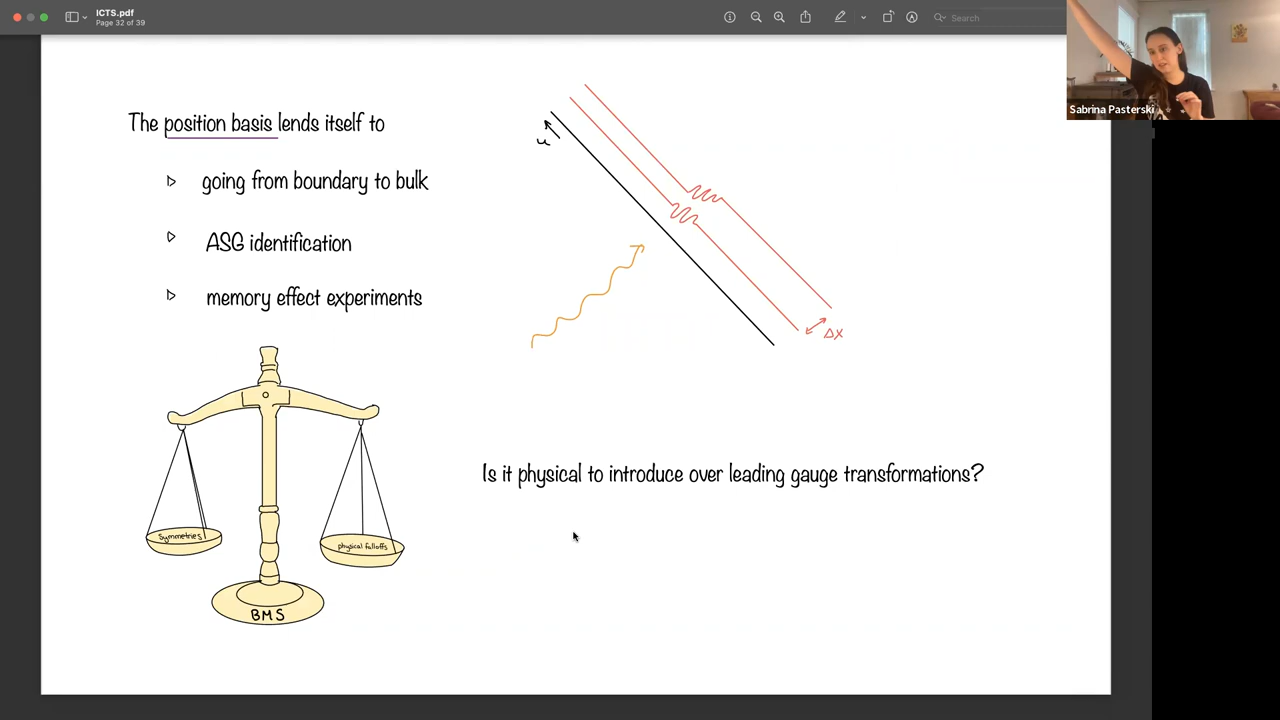 ICTS.pdf
Page 32 of 39
Search
Sabrina Pasterski
The position basis lends itself to
going from boundary to bulk
ASG identification
memory effect experiments
u
Δx
Symmetries
physical falloffs
BMS
Is it physical to introduce over leading gauge transformations?